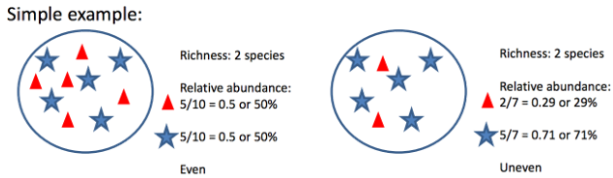 Simple example:
Richness: 2 species
Relative abundance:
5/10 = 0.5 or 50%
5/10 = 0.5 or 50%
Even
Richness: 2 species
Relative abundance:
2/7 = 0.29 or 29%
5/7 = 0.71 or 71%
Uneven